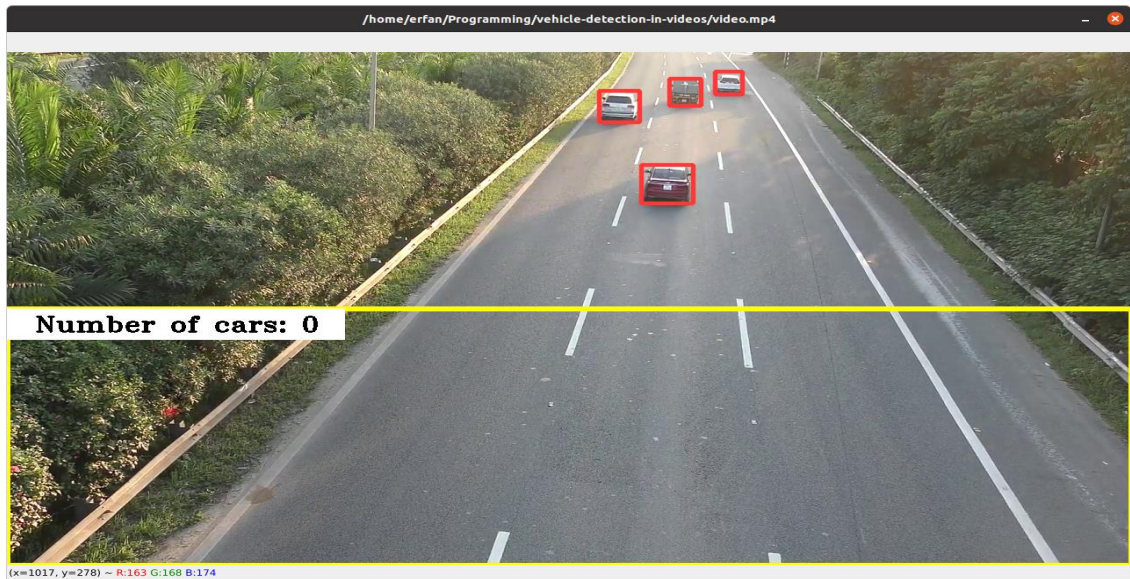 /home/erfan/Programming/vehicle-detection-in-videos/video.mp4
Number of cars: 0
(x=1017, y=278) ~ R:163 G:168 B:174